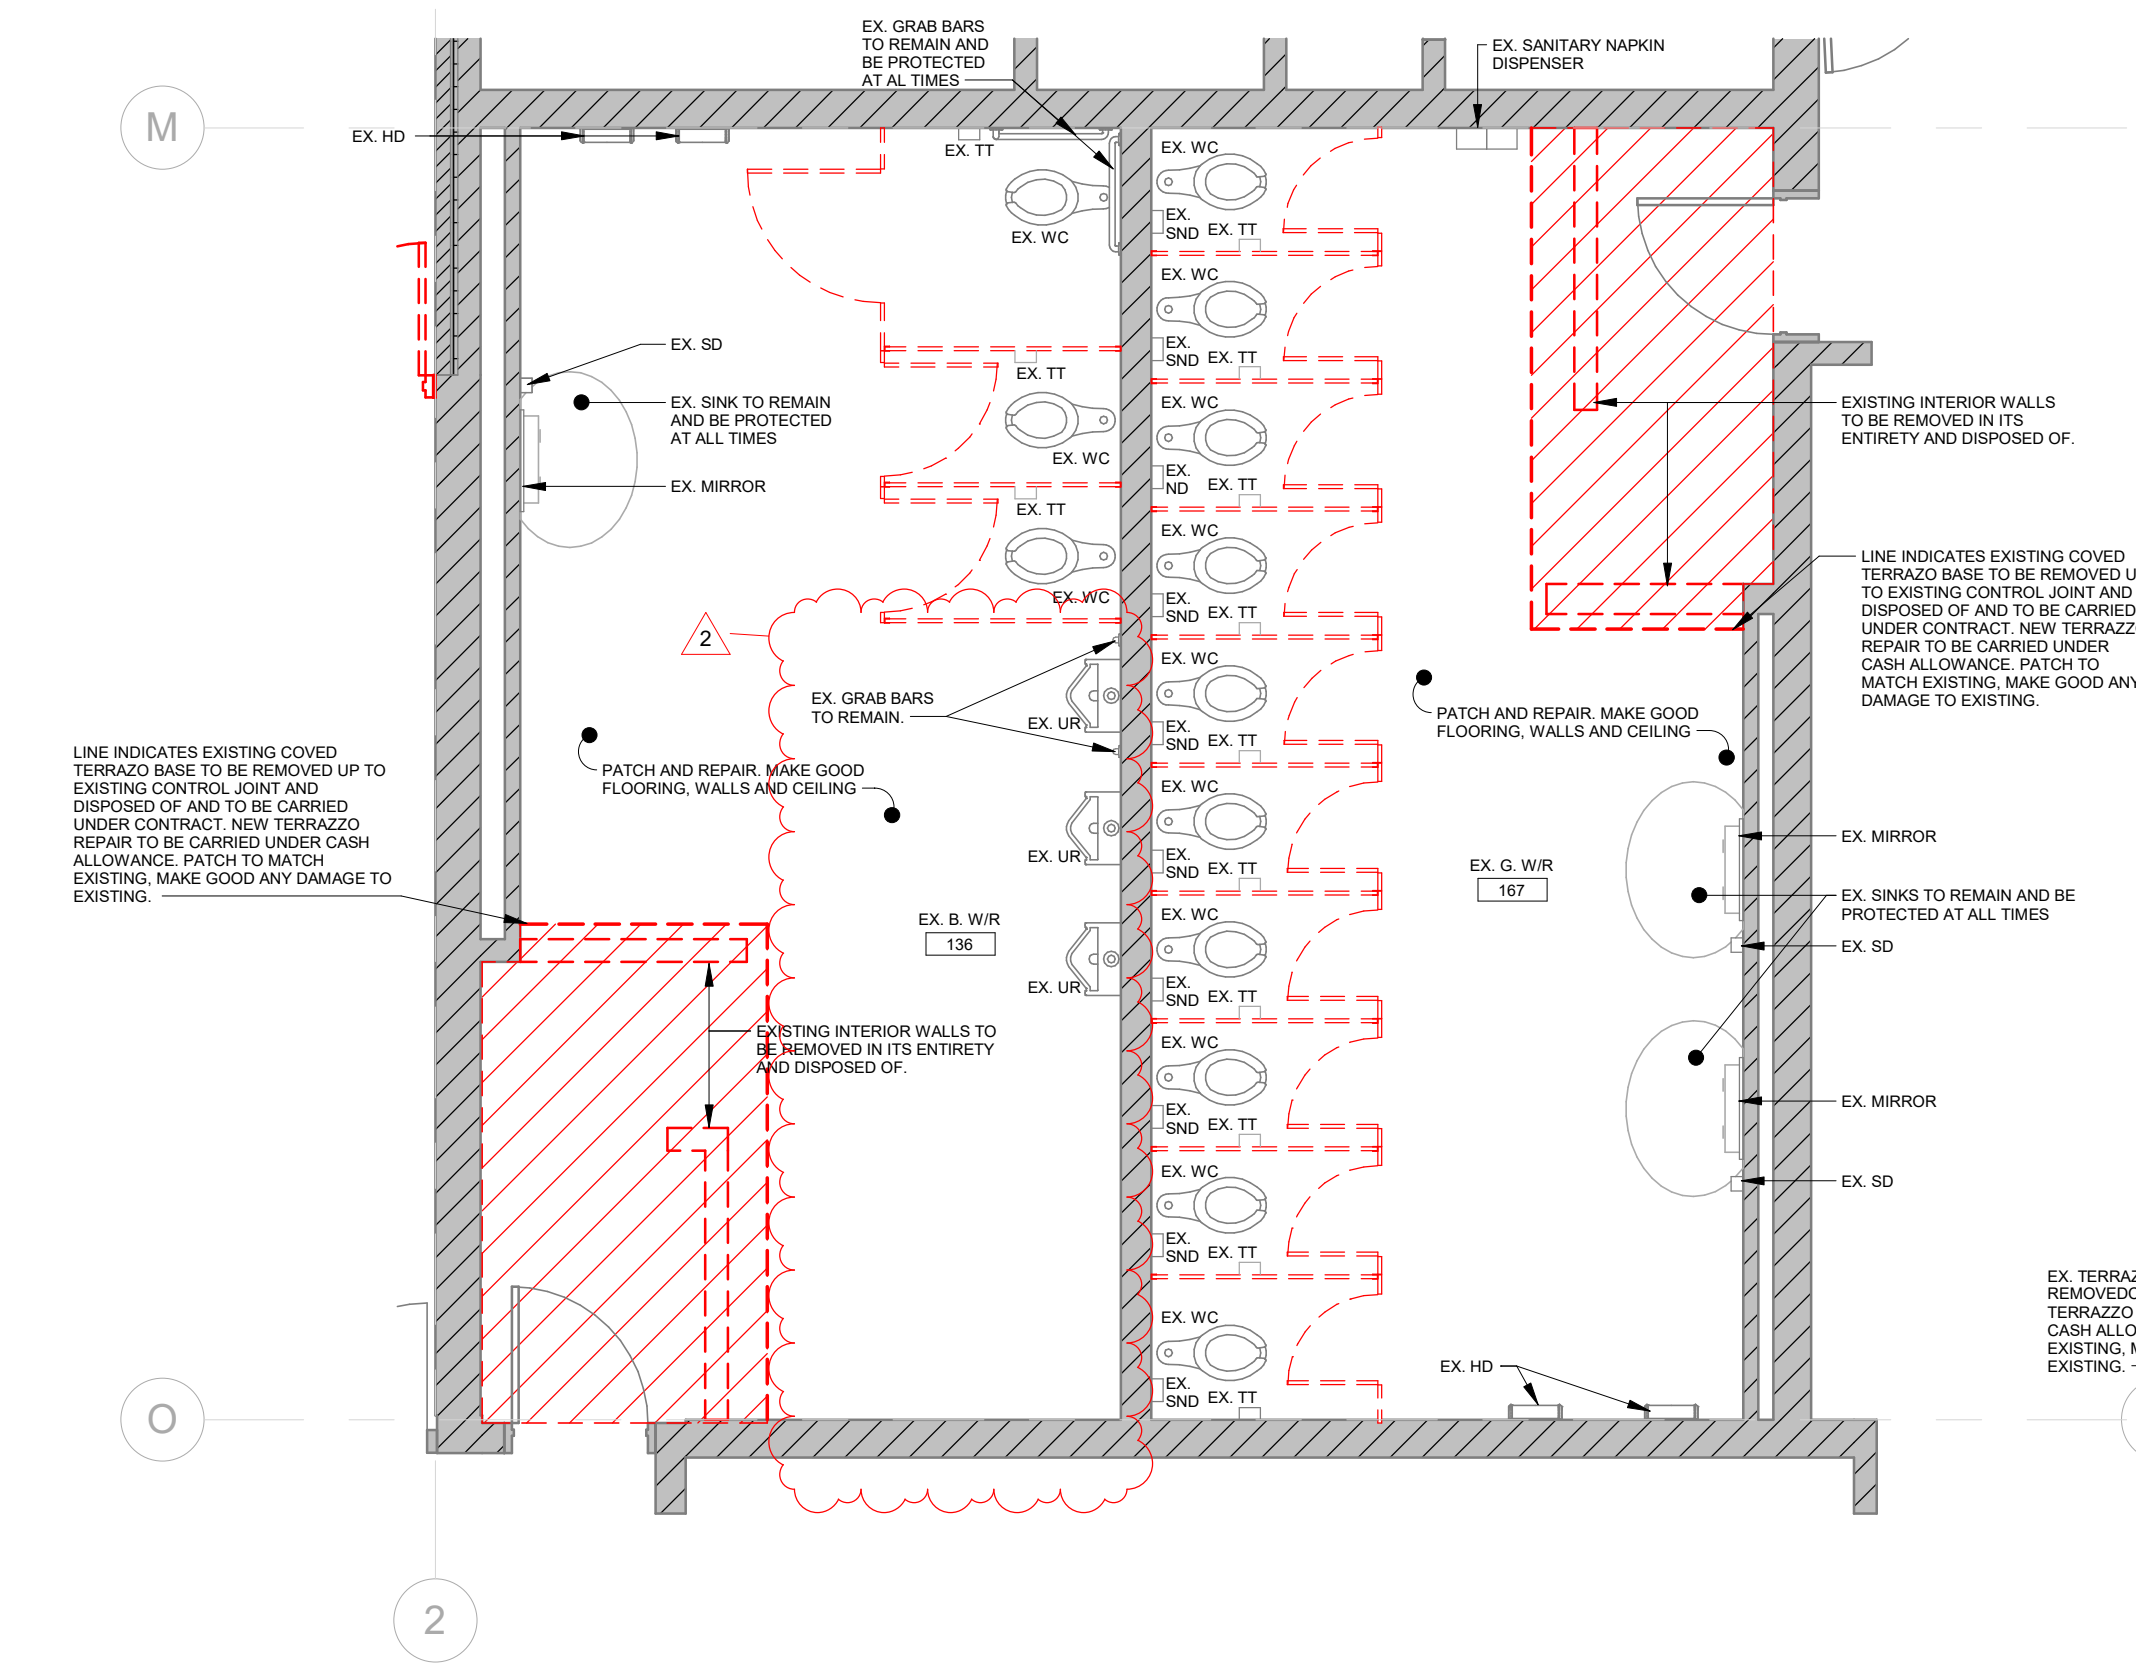 EX. GRAB BARS
TO REMAIN AND
BE PROTECTED
AT AL TIMES
EX. SANITARY NAPKIN
DISPENSER
M
EX. HD
EX. TT
EX. WC
EX. WC
EX.
SND
EX. TT
EX. WC
EX.
SND
EX. TT
EX. WC
EX.
ND
EX. TT
EX. WC
EX.
SND
EX. TT
EX. WC
EX.
SND
EX. TT
EX. WC
EX.
SND
EX. TT
EX. WC
EX.
SND
EX. TT
EX. WC
EX.
SND
EX. TT
EX. WC
EX.
SND
EX. TT
EX. WC
EX.
SND
EX. TT
EX. SD
EX. SINK TO REMAIN
AND BE PROTECTED
AT ALL TIMES
EX. MIRROR
EX. TT
EX. WC
EX. TT
EX. WC
2
EX. GRAB BARS
TO REMAIN.
EX. UR
EX. UR
EX. UR
PATCH AND REPAIR. MAKE GOOD
FLOORING, WALLS AND CEILING
LINE INDICATES EXISTING COVED
TERRAZO BASE TO BE REMOVED UP TO
EXISTING CONTROL JOINT AND
DISPOSED OF AND TO BE CARRIED
UNDER CONTRACT. NEW TERRAZZO
REPAIR TO BE CARRIED UNDER CASH
ALLOWANCE. PATCH TO MATCH
EXISTING, MAKE GOOD ANY DAMAGE TO
EXISTING.
EX. B. W/R
136
EXISTING INTERIOR WALLS TO
BE REMOVED IN ITS ENTIRETY
AND DISPOSED OF.
EXISTING INTERIOR WALLS
TO BE REMOVED IN ITS
ENTIRETY AND DISPOSED OF.
LINE INDICATES EXISTING COVED
TERRAZO BASE TO BE REMOVED U
TO EXISTING CONTROL JOINT AND
DISPOSED OF AND TO BE CARRIED
UNDER CONTRACT. NEW TERRAZZ
REPAIR TO BE CARRIED UNDER
CASH ALLOWANCE. PATCH TO
MATCH EXISTING, MAKE GOOD ANY
DAMAGE TO EXISTING.
PATCH AND REPAIR. MAKE GOOD
FLOORING, WALLS AND CEILING
EX. G. W/R
167
EX. MIRROR
EX. SINKS TO REMAIN AND BE
PROTECTED AT ALL TIMES
EX. SD
EX. MIRROR
EX. SD
EX. HD
EX. TERRAZ
REMOVEDO
TERRAZZO
CASH ALLO
EXISTING, M
EXISTING.
O
2